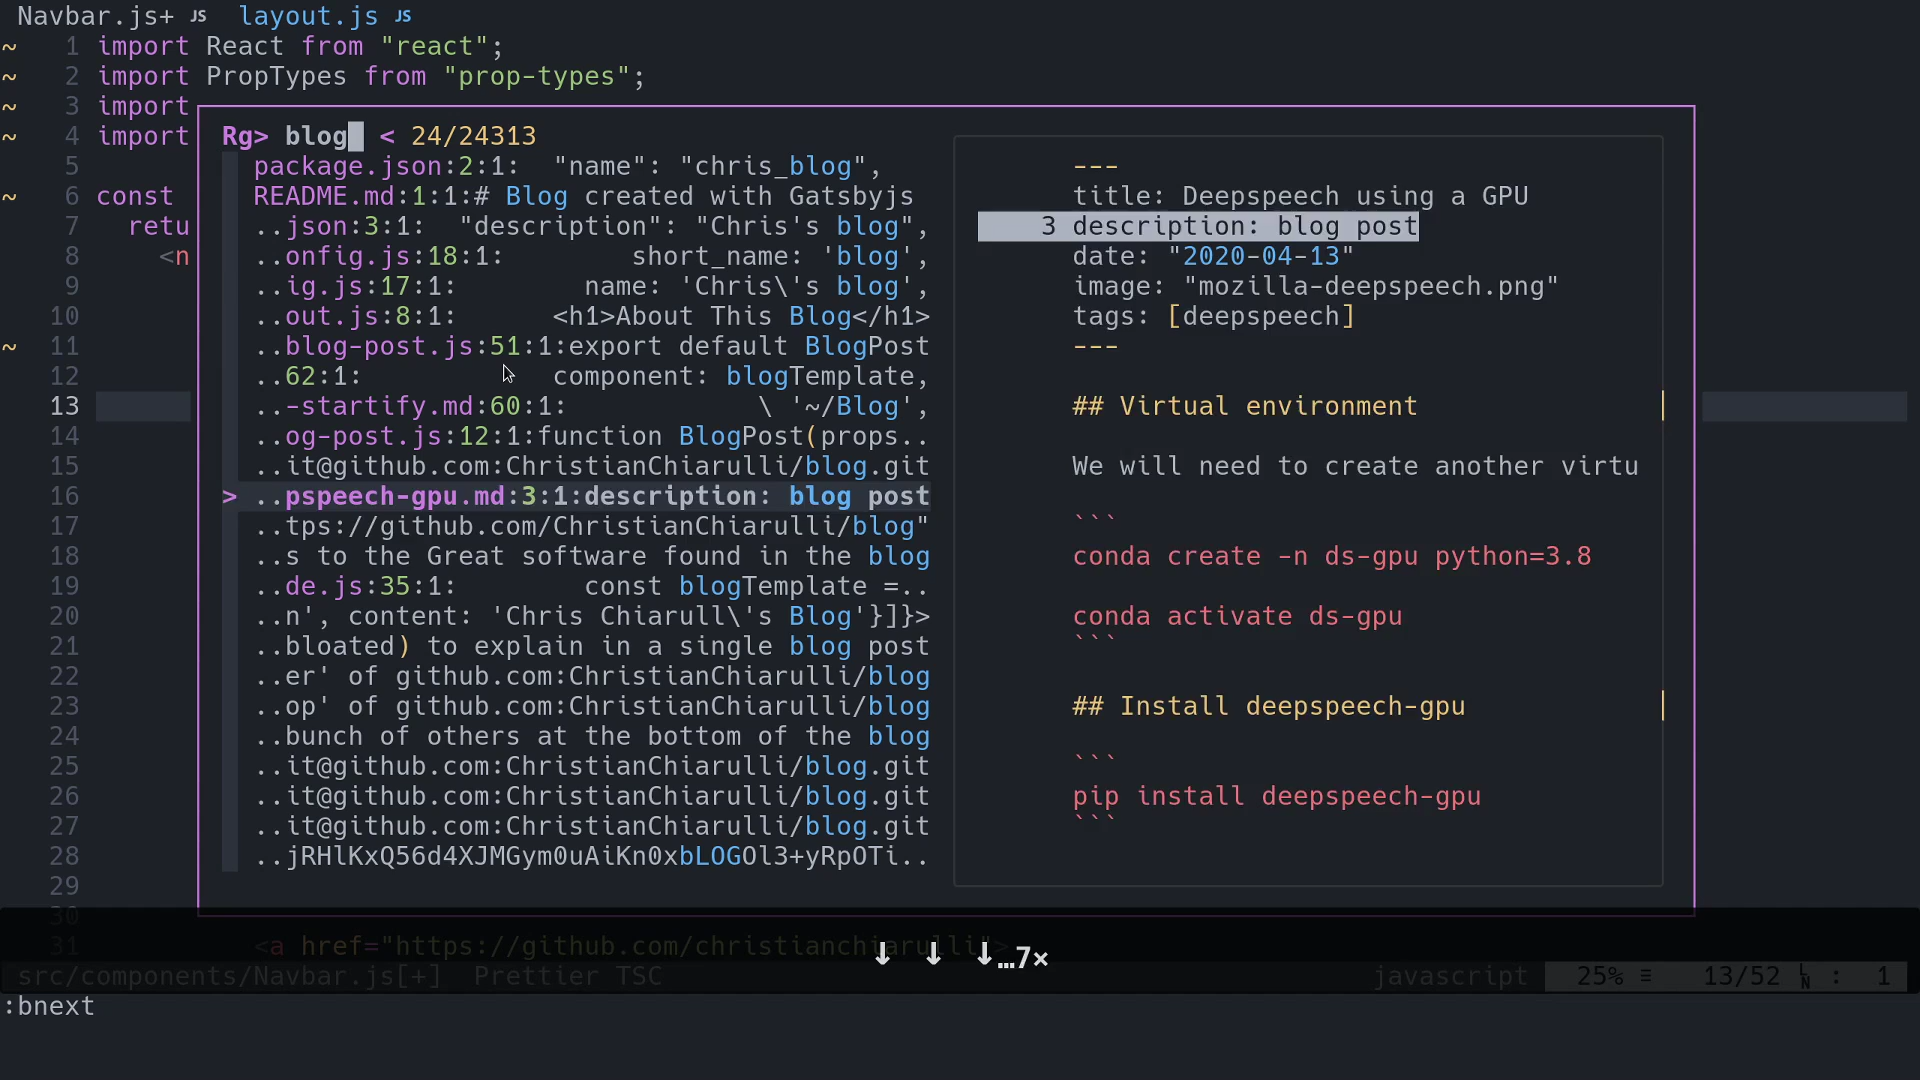 Navbar.js+ JS layout.js JS
~ 1 import React from "react";
~ 2 import PropTypes from "prop-types";
~ 3 import
~ 4 import
5
~ 6 const
7 retu
8 <n
9
10
~ 11
12
13
14
15
16
17
18
19
20
21
22
23
24
25
26
27
28
29
30
31 <a href="https://github.com/christianchiarulli">
Rg> blog < 24/24313
package.json:2:1: "name": "chris_blog",
README.md:1:1:# Blog created with Gatsbyjs
..json:3:1: "description": "Chris's blog",
..onfig.js:18:1: short_name: 'blog',
..ig.js:17:1: name: 'Chris\'s blog',
..out.js:8:1: <h1>About This Blog</h1>
..blog-post.js:51:1:export default BlogPost
..62:1: component: blogTemplate,
..-startify.md:60:1: \ '~/Blog',
..og-post.js:12:1:function BlogPost(props..
..it@github.com:ChristianChiarulli/blog.git
> ..pspeech-gpu.md:3:1:description: blog post
..tps://github.com/ChristianChiarulli/blog"
..s to the Great software found in the blog
..de.js:35:1: const blogTemplate =..
..n', content: 'Chris Chiarull\'s Blog'}]}>
..bloated) to explain in a single blog post
..er' of github.com:ChristianChiarulli/blog
..op' of github.com:ChristianChiarulli/blog
..bunch of others at the bottom of the blog
..it@github.com:ChristianChiarulli/blog.git
..it@github.com:ChristianChiarulli/blog.git
..it@github.com:ChristianChiarulli/blog.git
..jRHlKxQ56d4XJMGym0uAiKn0xbLOGOl3+yRpOTi..
---
title: Deepspeech using a GPU
3 description: blog post
date: "2020-04-13"
image: "mozilla-deepspeech.png"
tags: [deepspeech]
---
## Virtual environment
We will need to create another virtu
```
conda create -n ds-gpu python=3.8
conda activate ds-gpu
```
## Install deepspeech-gpu
```
pip install deepspeech-gpu
```
↓ ↓ ↓…7×
src/components/Navbar.js[+] Prettier TSC javascript 25% ≡ 13/52 ␤ : 1
:bnext